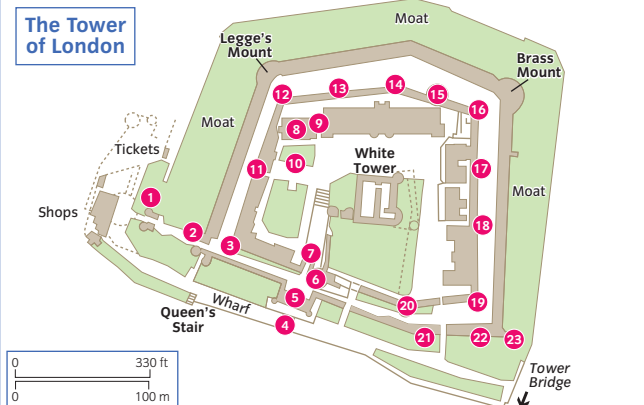 The Tower
of London
Moat
Legge's
Mount
Brass
Mount
12
13
14
15
16
Moat
8
9
Tickets
White
Tower
10
11
17
Moat
1
Shops
18
2
3
7
6
5
Wharf
4
Queen's
Stair
20
19
21
22
23
0
330 ft
0
100 m
Tower
Bridge